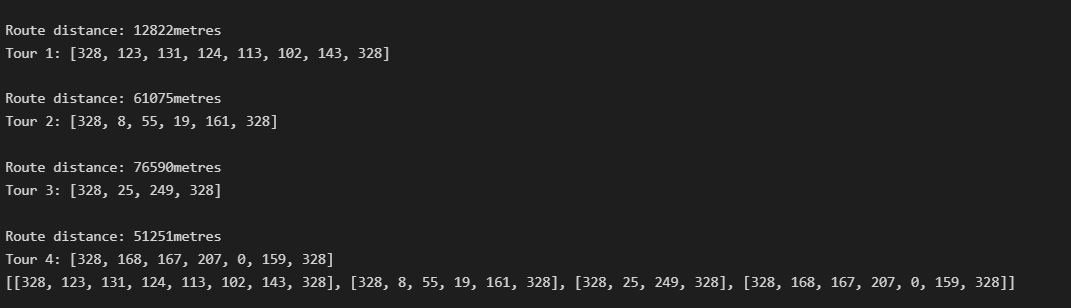 Route distance: 12822metres
Tour 1: [328, 123, 131, 124, 113, 102, 143, 328]
Route distance: 61075metres
Tour 2: [328, 8, 55, 19, 161, 328]
Route distance: 76590metres
Tour 3: [328, 25, 249, 328]
Route distance: 51251metres
Tour 4: [328, 168, 167, 207, 0, 159, 328]
[[328, 123, 131, 124, 113, 102, 143, 328], [328, 8, 55, 19, 161, 328], [328, 25, 249, 328], [328, 168, 167, 207, 0, 159, 328]]